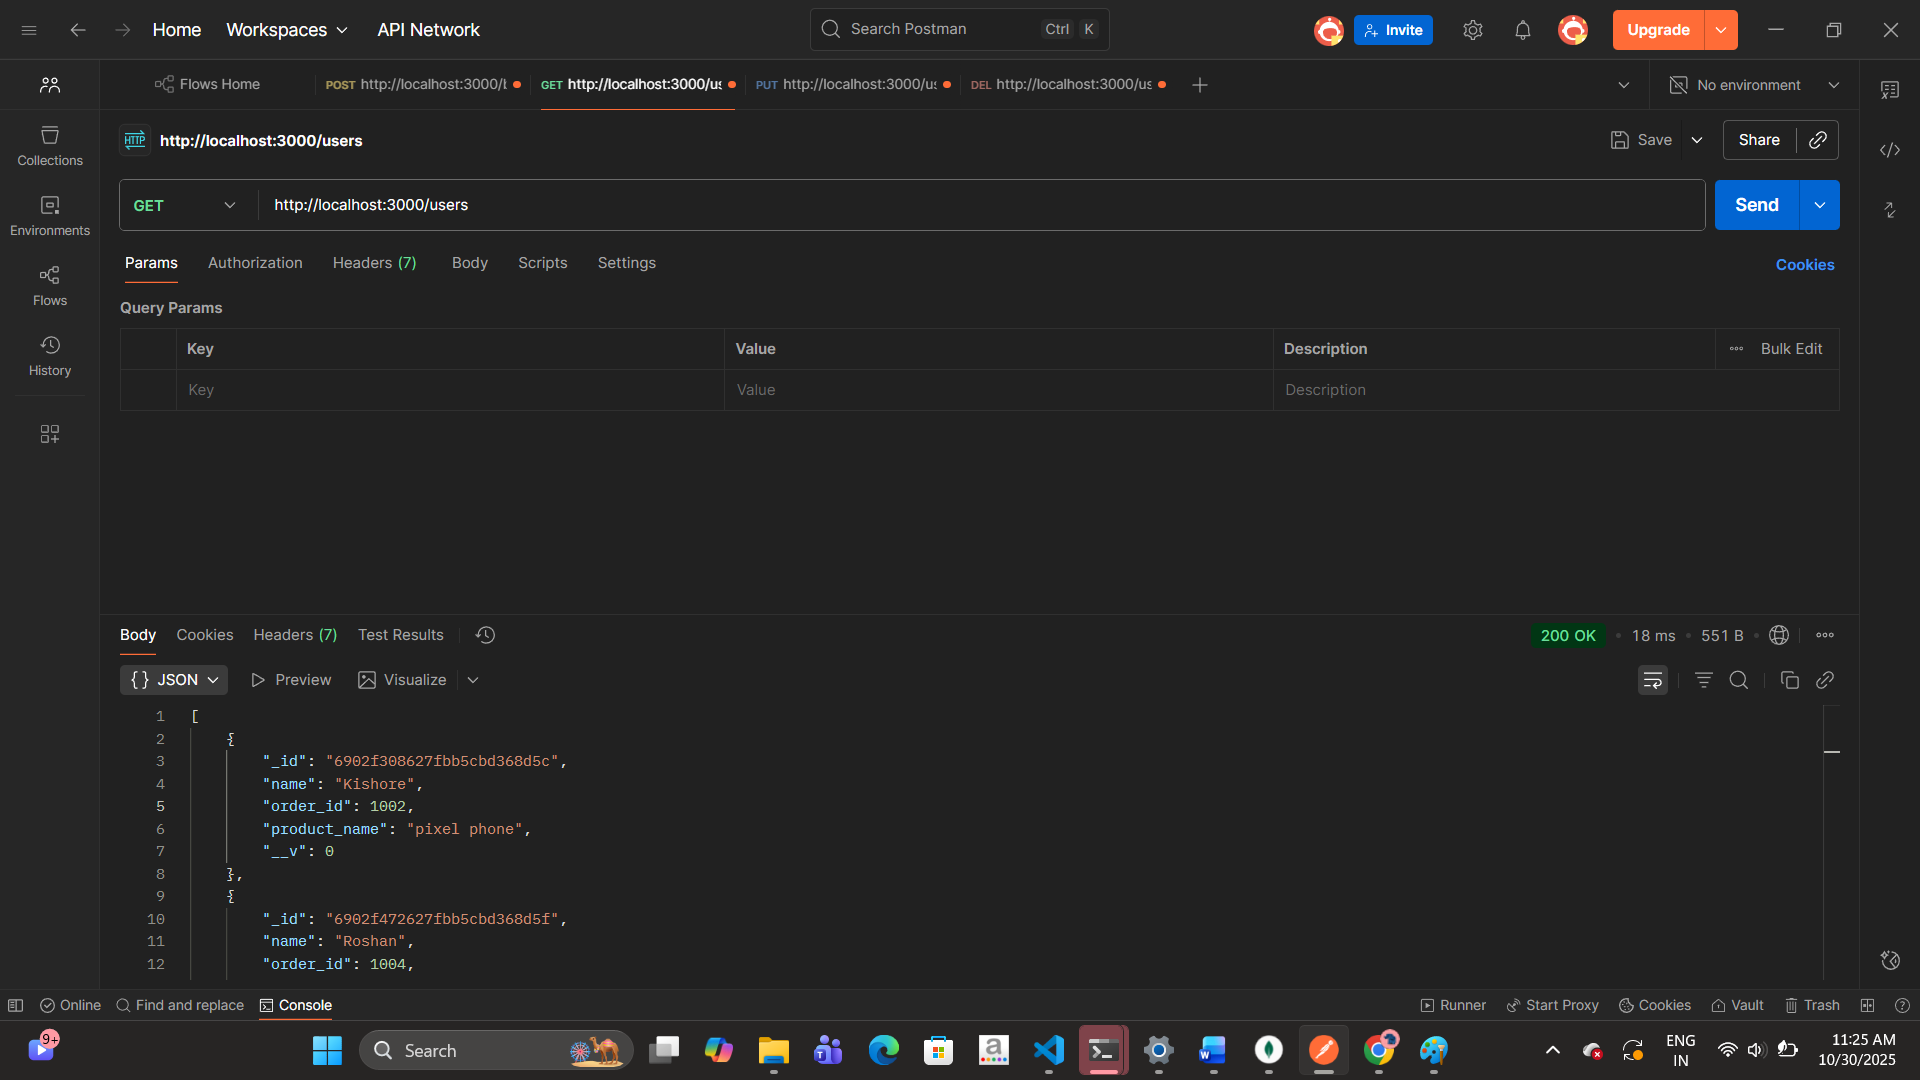 Home Workspaces API Network Search Postman Ctrl K Invite Upgrade
Flows Home POST http://localhost:3000/ GET http://localhost:3000/us PUT http://localhost:3000/us DEL http://localhost:3000/us No environment
HTTP http://localhost:3000/users Save Share
Collections
GET http://localhost:3000/users Send
Environments
Params Authorization Headers (7) Body Scripts Settings Cookies
Flows
Query Params
Key Value Description Bulk Edit
History
Key Value Description
Body Cookies Headers (7) Test Results 200 OK 18 ms 551 B
{} JSON Preview Visualize
1 [
2 {
3 "_id": "6902f308627fbb5cbd368d5c",
4 "name": "Kishore",
5 "order_id": 1002,
6 "product_name": "pixel phone",
7 "__v": 0
8 },
9 {
10 "_id": "6902f472627fbb5cbd368d5f",
11 "name": "Roshan",
12 "order_id": 1004,
Online Find and replace Console Runner Start Proxy Cookies Vault Trash
9+ Search ENG 11:25 AM
IN 10/30/2025